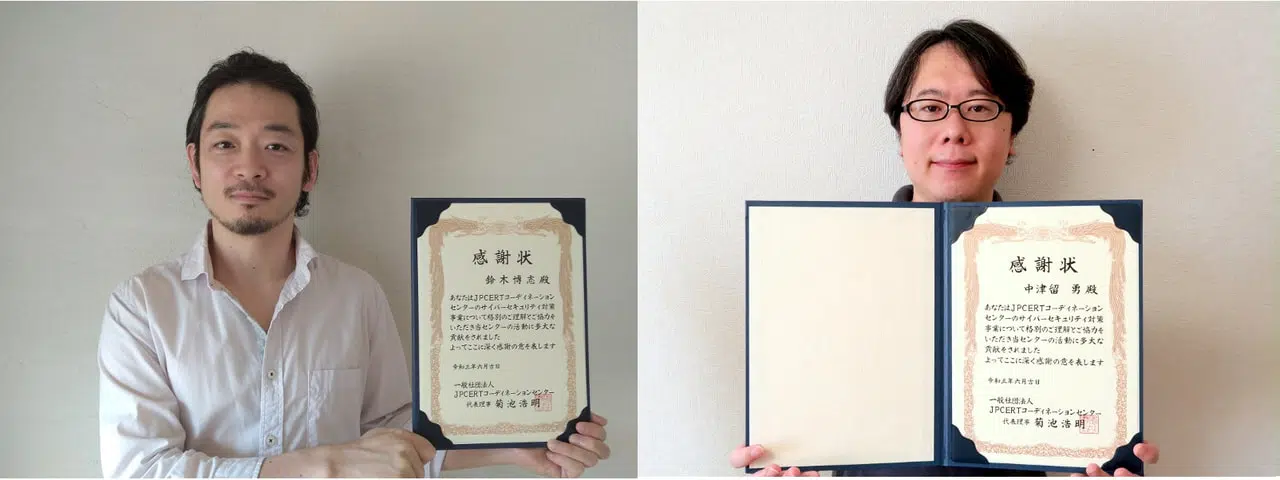 感謝状
鈴木博志殿
あなたはJPCERTコーディネーション
センターのサイバーセキュリティ対策
事業について格別のご理解とご協力を
いただき当センターの活動に多大な
貢献をされました
よってここに深く感謝の意を表します
令和三年六月吉日
一般社団法人
JPCERTコーディネーションセンター
代表理事 菊池浩明
感謝状
中津留 勇殿
あなたはJPCERTコーディネーション
センターのサイバーセキュリティ対策
事業について格別のご理解とご協力を
いただき当センターの活動に多大な
貢献をされました
よってここに深く感謝の意を表します
令和三年六月吉日
一般社団法人
JPCERTコーディネーションセンター
代表理事 菊池浩明